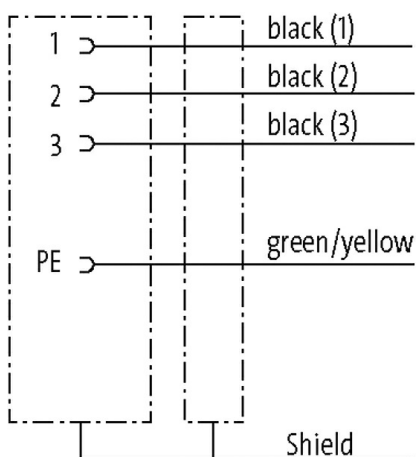 1 black (1)
2 black (2)
3 black (3)
PE green/yellow
Shield